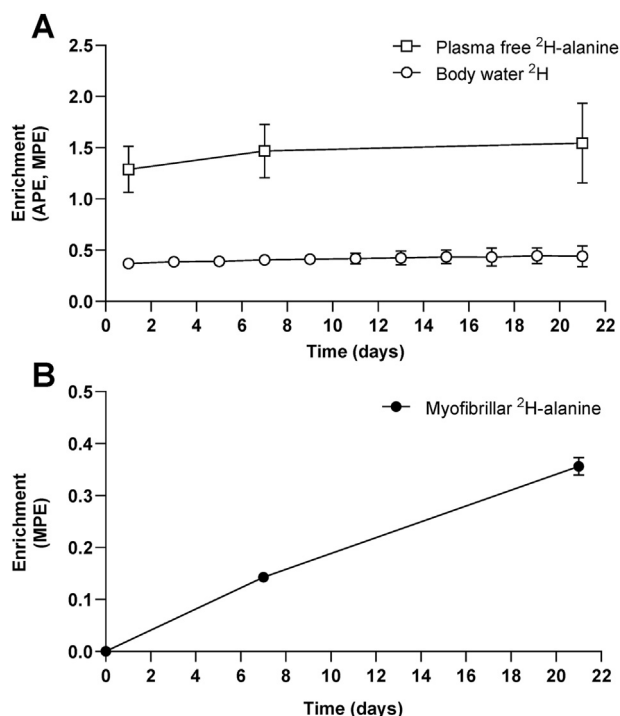 A
2.5
2.0
1.5
1.0
0.5
0.0
Enrichment
(APE, MPE)
Plasma free ²H-alanine
Body water ²H
0 2 4 6 8 10 12 14 16 18 20 22
Time (days)
B
0.5
0.4
0.3
0.2
0.1
0.0
Enrichment
(MPE)
Myofibrillar ²H-alanine
0 2 4 6 8 10 12 14 16 18 20 22
Time (days)